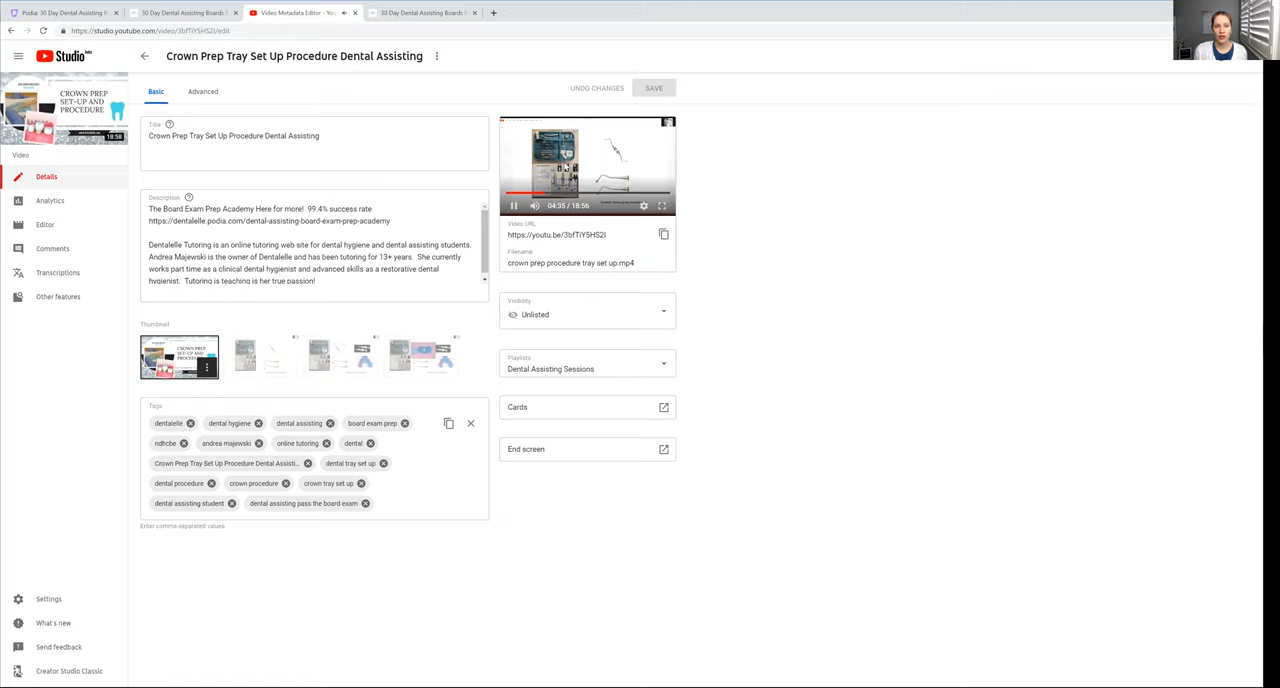 Podia: 30 Day Dental Assisting B
30 Day Dental Assisting Boards
Video Metadata Editor - You
30 Day Dental Assisting Boards
https://studio.youtube.com/video/3bfTiY5HS2I/edit
Studio beta
Crown Prep Tray Set Up Procedure Dental Assisting
CROWN PREP
SET-UP AND
PROCEDURE
18:58
Video
Details
Analytics
Editor
Comments
Transcriptions
Other features
Settings
What's new
Send feedback
Creator Studio Classic
Basic
Advanced
UNDO CHANGES
SAVE
Title
Crown Prep Tray Set Up Procedure Dental Assisting
Description
The Board Exam Prep Academy Here for more! 99.4% success rate
https://dentalelle.podia.com/dental-assisting-board-exam-prep-academy
Dentalelle Tutoring is an online tutoring web site for dental hygiene and dental assisting students.
Andrea Majewski is the owner of Dentalelle and has been tutoring for 13+ years. She currently
works part time as a clinical dental hygienist and advanced skills as a restorative dental
hygienist. Tutoring is teaching is her true passion!
Thumbnail
CROWN PREP
SET-UP AND
PROCEDURE
Tags
dentalelle
dental hygiene
dental assisting
board exam prep
ndhcbe
andrea majewski
online tutoring
dental
Crown Prep Tray Set Up Procedure Dental Assisti...
dental tray set up
dental procedure
crown procedure
crown tray set up
dental assisting student
dental assisting pass the board exam
Enter comma-separated values
04:35 / 18:56
Video URL
https://youtu.be/3bfTiY5HS2I
Filename
crown prep procedure tray set up.mp4
Visibility
Unlisted
Playlists
Dental Assisting Sessions
Cards
End screen